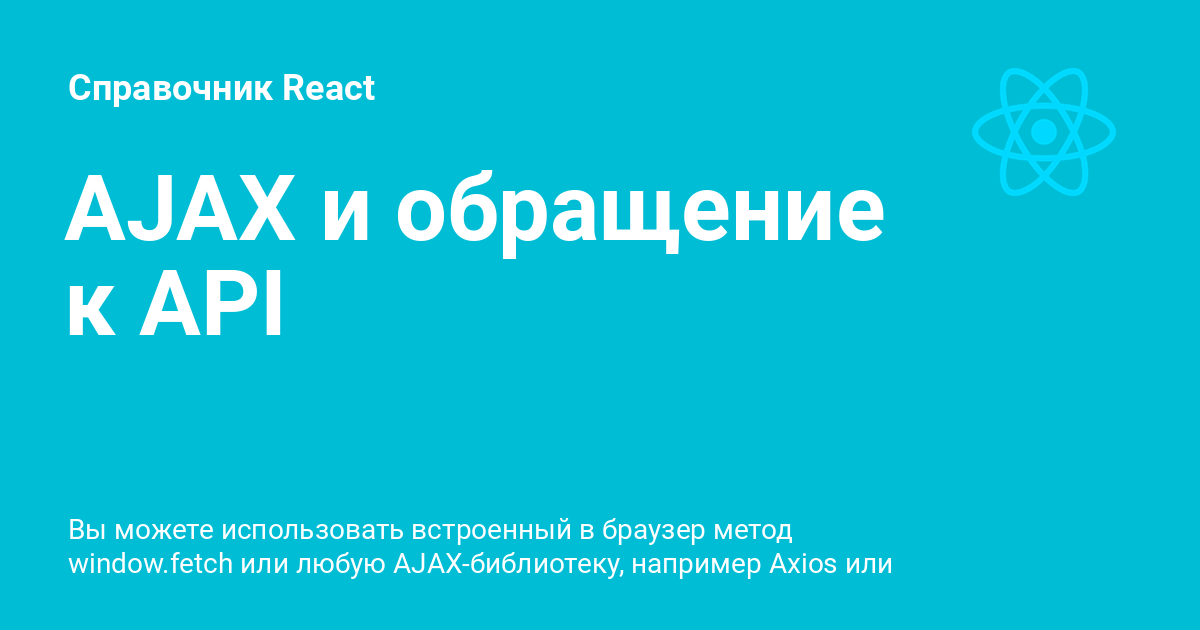 Справочник React
AJAX и обращение
к API
Вы можете использовать встроенный в браузер метод
window.fetch или любую AJAX-библиотеку, например Axios или